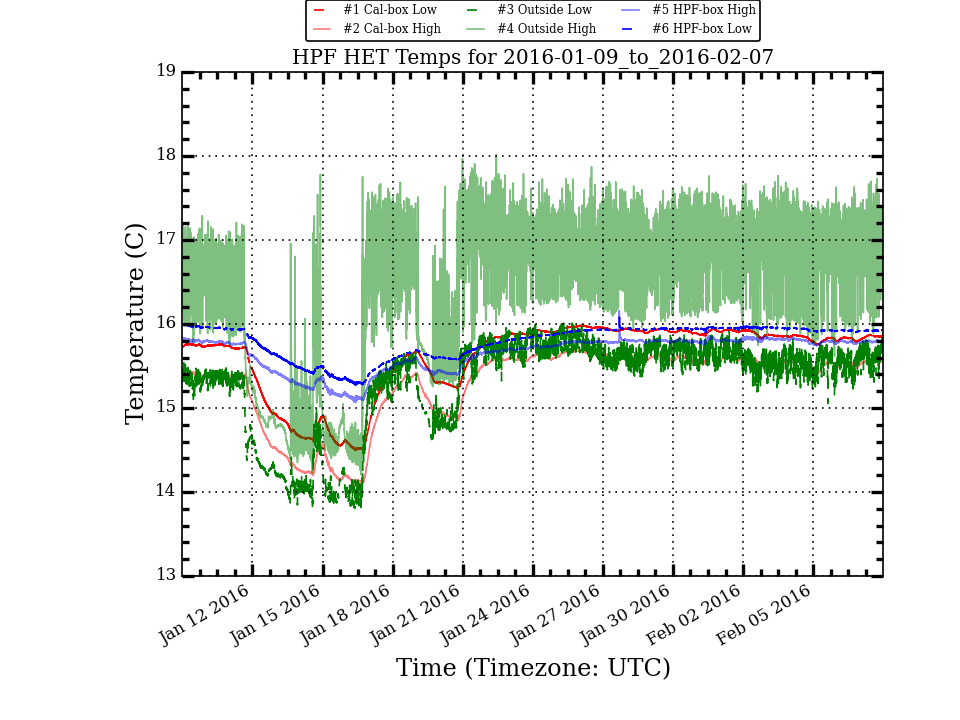 #1 Cal-box Low #3 Outside Low #5 HPF-box High
#2 Cal-box High #4 Outside High #6 HPF-box Low
HPF HET Temps for 2016-01-09_to_2016-02-07
19
18
17
16
15
14
13
Temperature (C)
Jan 12 2016 Jan 15 2016 Jan 18 2016 Jan 21 2016 Jan 24 2016 Jan 27 2016 Jan 30 2016 Feb 02 2016 Feb 05 2016
Time (Timezone: UTC)